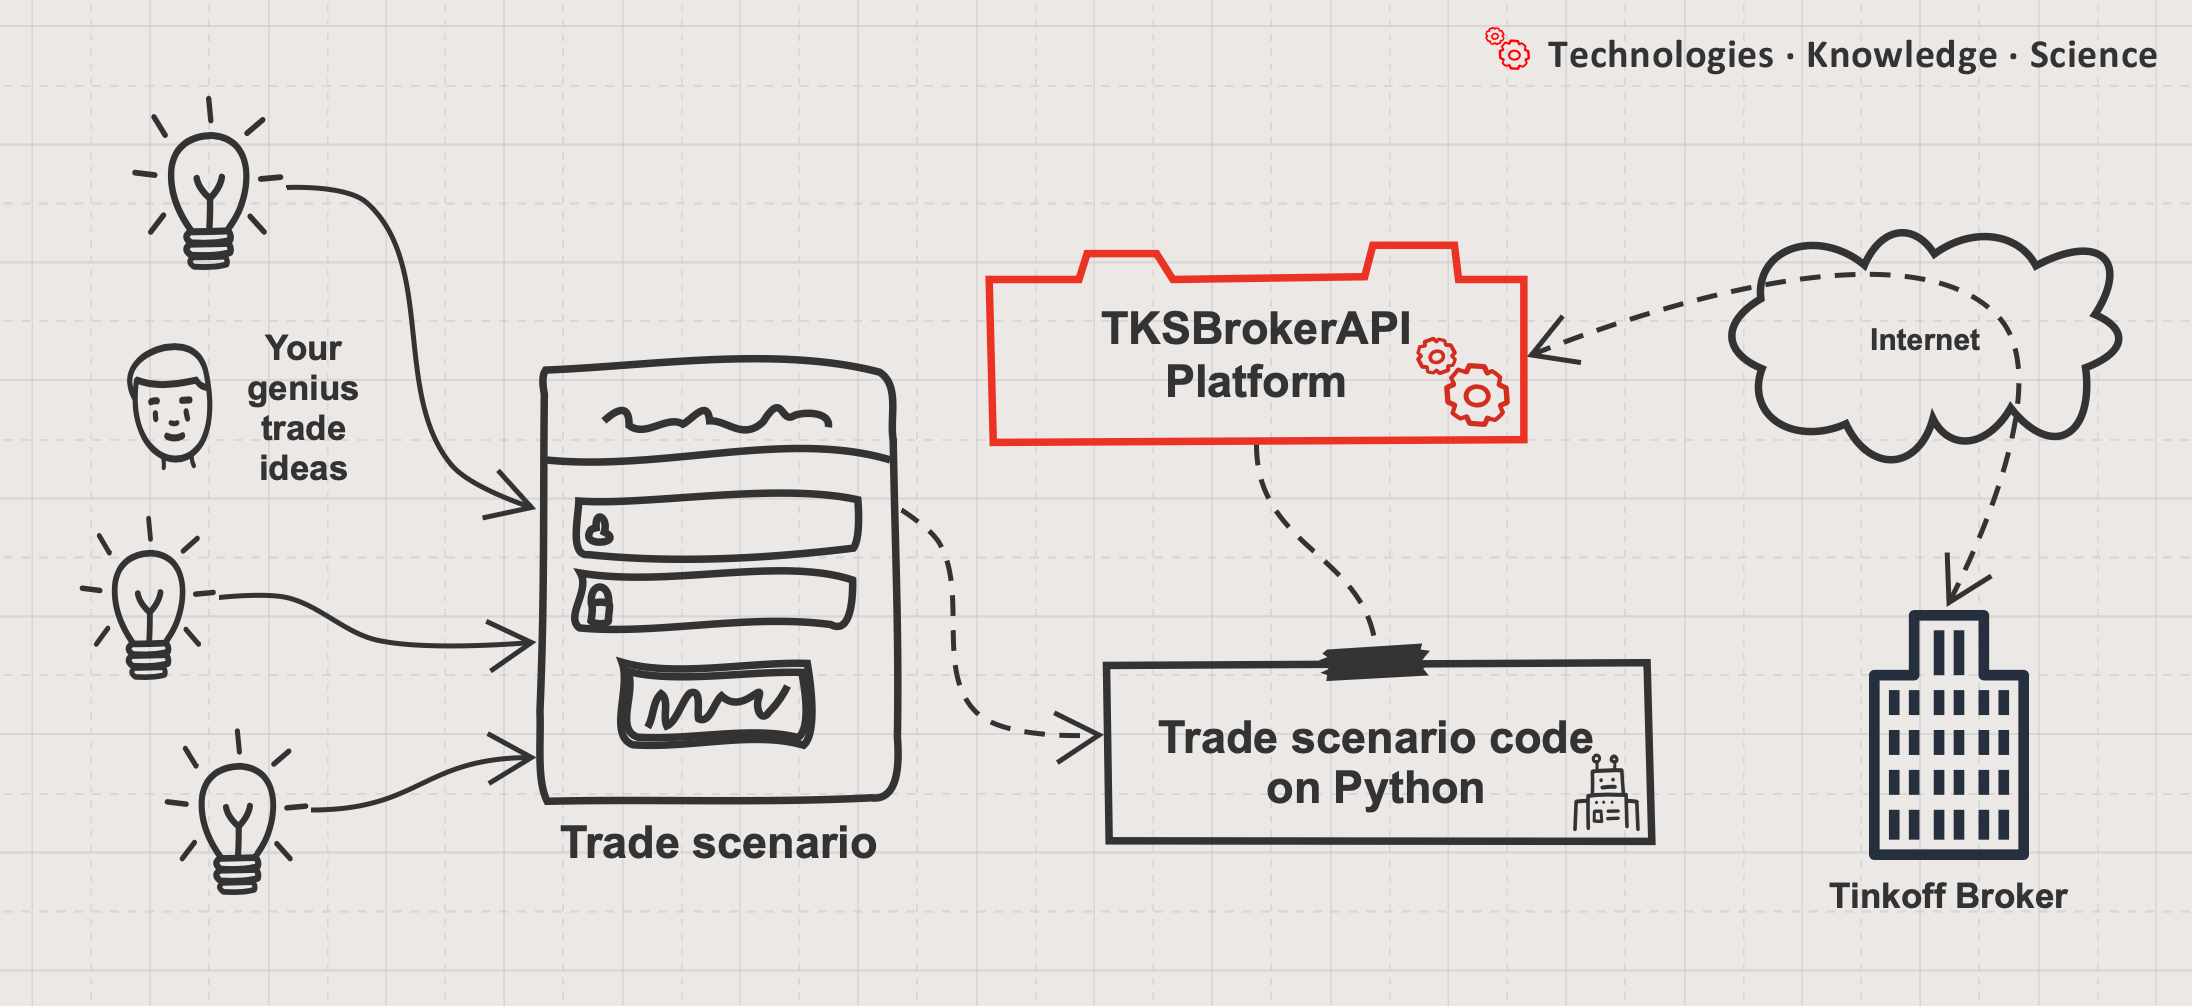 Technologies · Knowledge · Science
Your
genius
trade
ideas
Trade scenario
TKSBrokerAPI
Platform
Trade scenario code
on Python
Internet
Tinkoff Broker